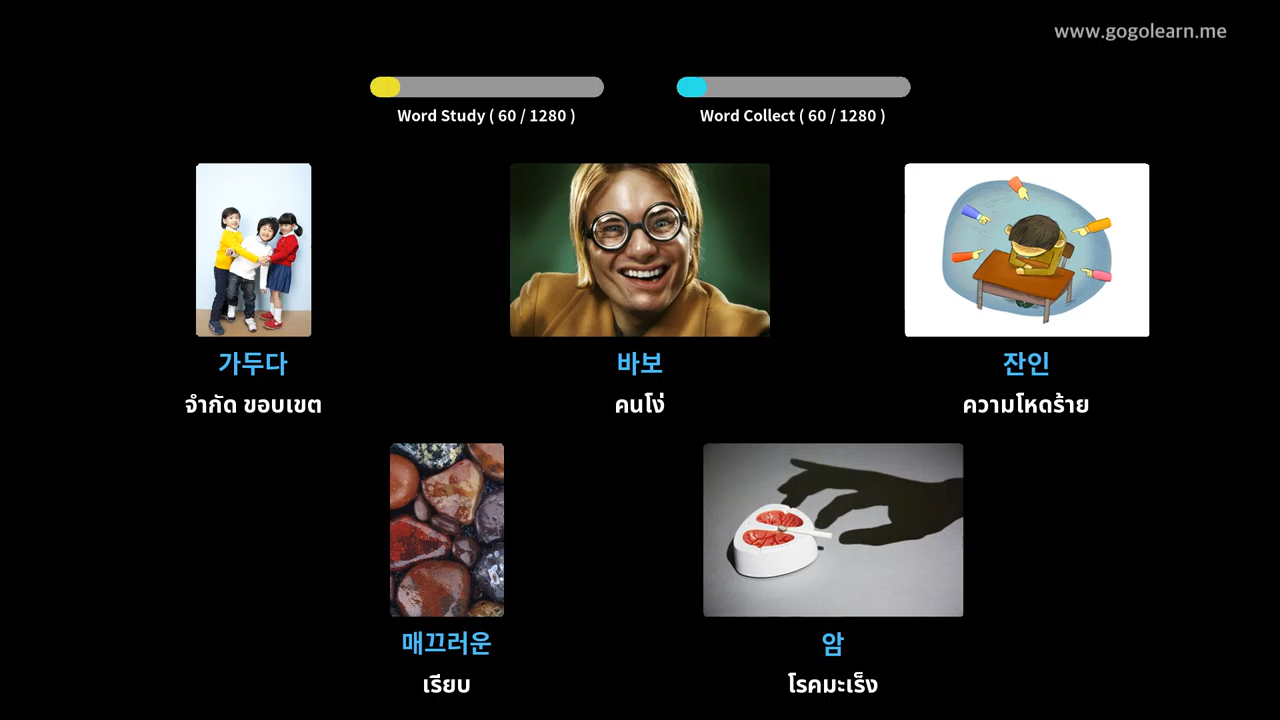 www.gogolearn.me
Word Study ( 60 / 1280 )
Word Collect ( 60 / 1280 )
가두다
바보
잔인
จำกัด ขอบเขต
คนโง่
ความโหดร้าย
매끄러운
암
เรียบ
โรคมะเร็ง